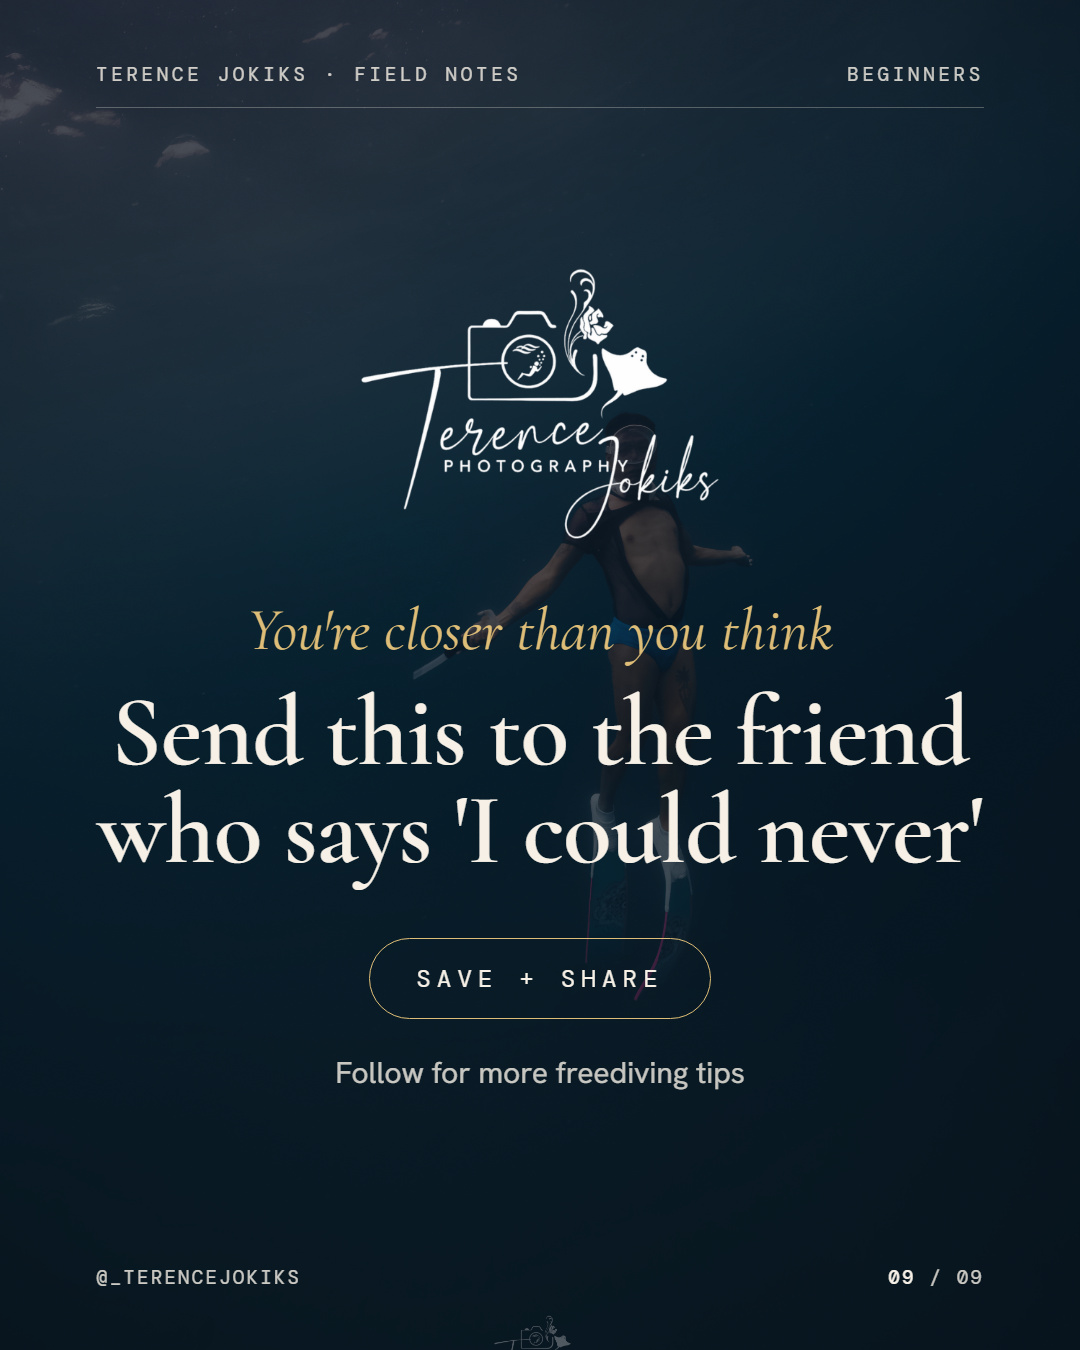 TERENCE JOKIKS · FIELD NOTES
BEGINNERS
Terence
PHOTOGRAPHY
Jokiks
You're closer than you think
Send this to the friend
who says 'I could never'
SAVE + SHARE
Follow for more freediving tips
@_TERENCEJOKIKS
09 / 09